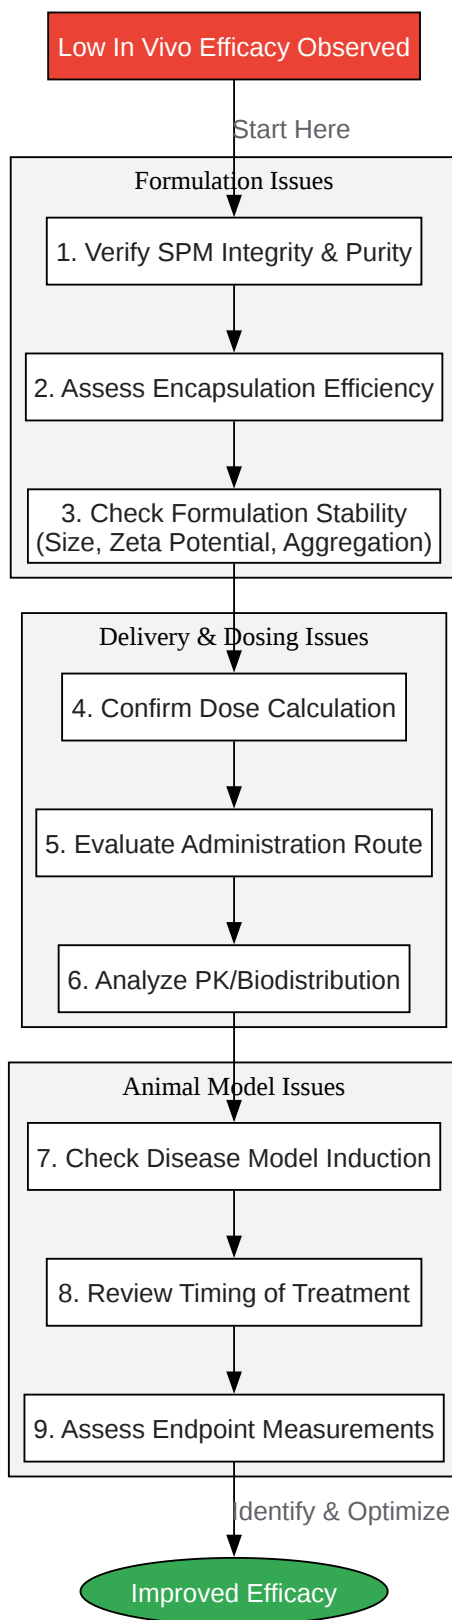 Low In Vivo Efficacy Observed
Start Here
Formulation Issues
1. Verify SPM Integrity & Purity
2. Assess Encapsulation Efficiency
3. Check Formulation Stability
(Size, Zeta Potential, Aggregation)
Delivery & Dosing Issues
4. Confirm Dose Calculation
5. Evaluate Administration Route
6. Analyze PK/Biodistribution
Animal Model Issues
7. Check Disease Model Induction
8. Review Timing of Treatment
9. Assess Endpoint Measurements
Identify & Optimize
Improved Efficacy